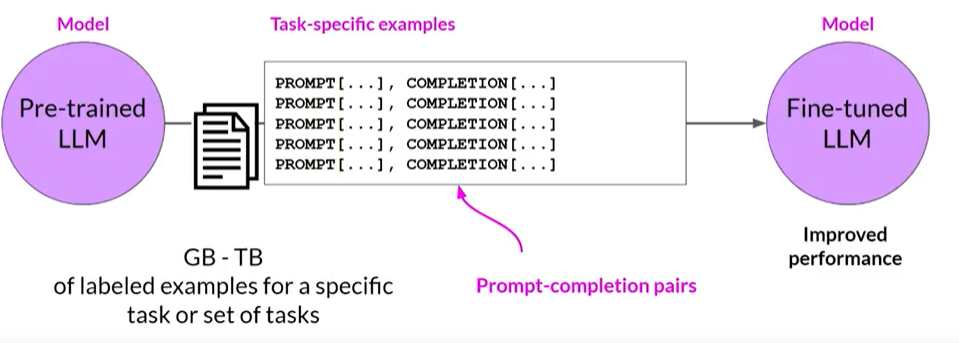 Model
Task-specific examples
Model
Pre-trained
LLM
PROMPT[...], COMPLETION[...]
PROMPT[...], COMPLETION[...]
PROMPT[...], COMPLETION[...]
PROMPT[...], COMPLETION[...]
PROMPT[...], COMPLETION[...]
Fine-tuned
LLM
Improved
performance
GB - TB
of labeled examples for a specific
task or set of tasks
Prompt-completion pairs